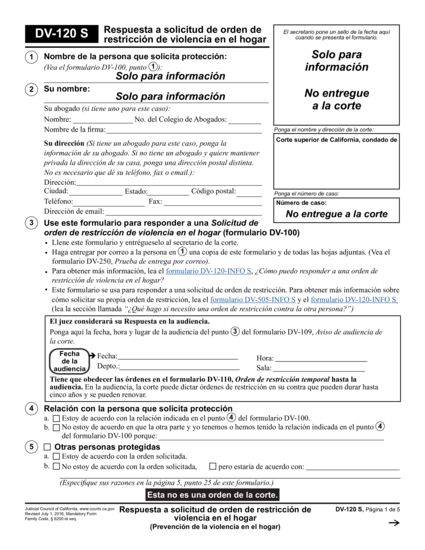 DV-120 S
Respuesta a solicitud de orden de
restricción de violencia en el hogar
El secretario pone un sello de la fecha aquí
cuando se presenta el formulario.
Solo para
información
No entregue
a la corte
Ponga el nombre y dirección de la corte:
Corte superior de California, condado de
Ponga el número de caso:
Número de caso:
No entregue a la corte
1 Nombre de la persona que solicita protección:
(Vea el formulario DV-100, punto 1):
Solo para información
2 Su nombre:
Solo para información
Su abogado (si tiene uno para este caso):
Nombre: No. del Colegio de Abogados:
Nombre de la firma:
Su dirección (Si tiene un abogado para este caso, ponga la
información de su abogado. Si no tiene un abogado y quiere mantener
privada la dirección de su casa, ponga una dirección postal distinta.
No es necesario que dé su teléfono, fax o email.):
Dirección:
Ciudad: Estado: Código postal:
Teléfono: Fax:
Dirección de email:
3 Use este formulario para responder a una Solicitud de
orden de restricción de violencia en el hogar (formulario DV-100)
• Llene este formulario y entrégueselo al secretario de la corte.
• Haga entregar por correo a la persona en 1 una copia de este formulario y de todas las hojas adjuntas. (Vea el
formulario DV-250, Prueba de entrega por correo).
• Para obtener más información, lea el formulario DV-120-INFO S, ¿Cómo puedo responder a una orden de
restricción de violencia en el hogar?
• Este formulario se usa para responder a una solicitud de orden de restricción. Para obtener más información sobre
cómo solicitar su propia orden de restricción, lea el formulario DV-505-INFO S y el formulario DV-120-INFO S
(lea la sección llamada “¿Qué hago si necesito una orden de restricción contra la otra persona?”)
El juez considerará su Respuesta en la audiencia.
Ponga aquí la fecha, hora y lugar de la audiencia del punto 3 del formulario DV-109, Aviso de audiencia de
la corte.
Fecha
de la
audiencia
Fecha: Hora:
Depto.: Sala:
Tiene que obedecer las órdenes en el formulario DV-110, Orden de restricción temporal hasta la
audiencia. En la audiencia, la corte puede dictar órdenes de restricción en su contra que pueden durar hasta
cinco años y se pueden renovar.
4 Relación con la persona que solicita protección
a. Estoy de acuerdo con la relación indicada en el punto 4 del formulario DV-100.
b. No estoy de acuerdo en que la otra parte y yo tenemos o hemos tenido la relación indicada en el punto 4
del formulario DV-100 porque:
5 Otras personas protegidas
a. Estoy de acuerdo con la orden solicitada.
b. No estoy de acuerdo con la orden solicitada, pero estaría de acuerdo con:
(Especifique sus razones en la página 5, punto 25 de este formulario.)
Esta no es una orden de la corte.
Judicial Council of California, www.courts.ca.gov
Revised July 1, 2016, Mandatory Form
Family Code, § 6200 et seq.
Respuesta a solicitud de orden de restricción de
violencia en el hogar
(Prevención de la violencia en el hogar)
DV-120 S, Página 1 de 5